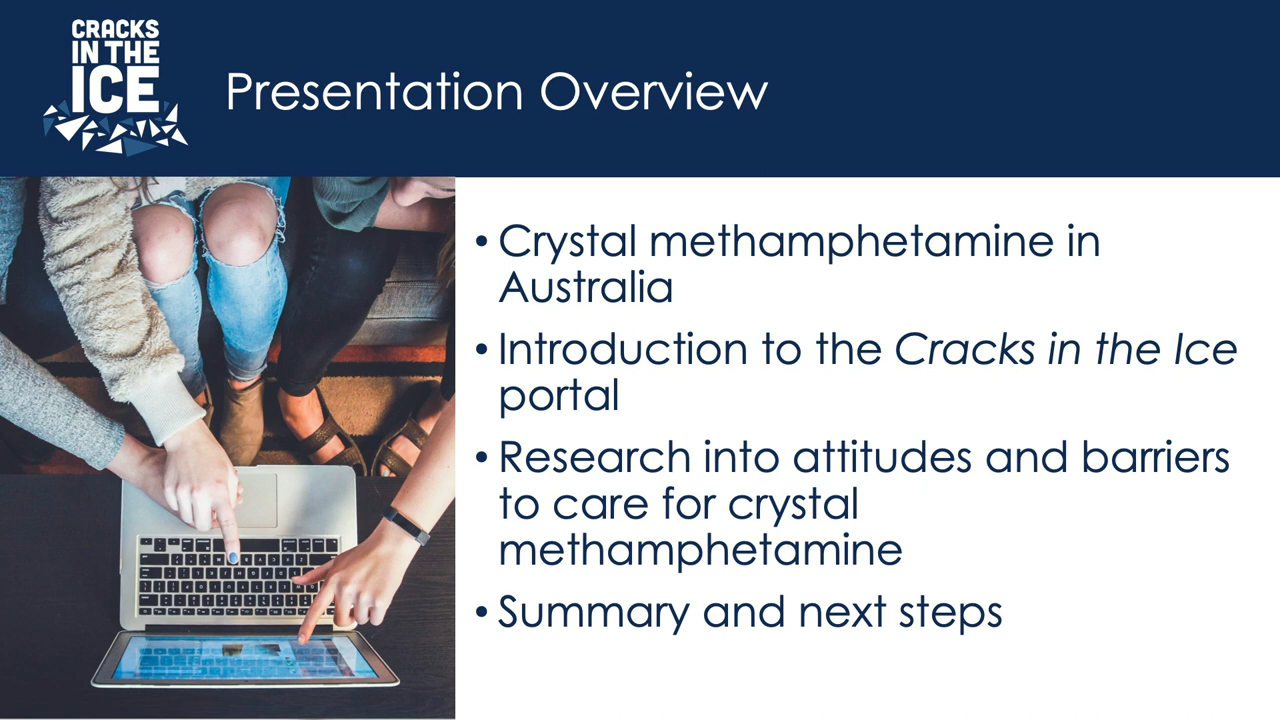 CRACKS
IN THE
ICE
Presentation Overview
• Crystal methamphetamine in
Australia
• Introduction to the Cracks in the Ice
portal
• Research into attitudes and barriers
to care for crystal
methamphetamine
• Summary and next steps